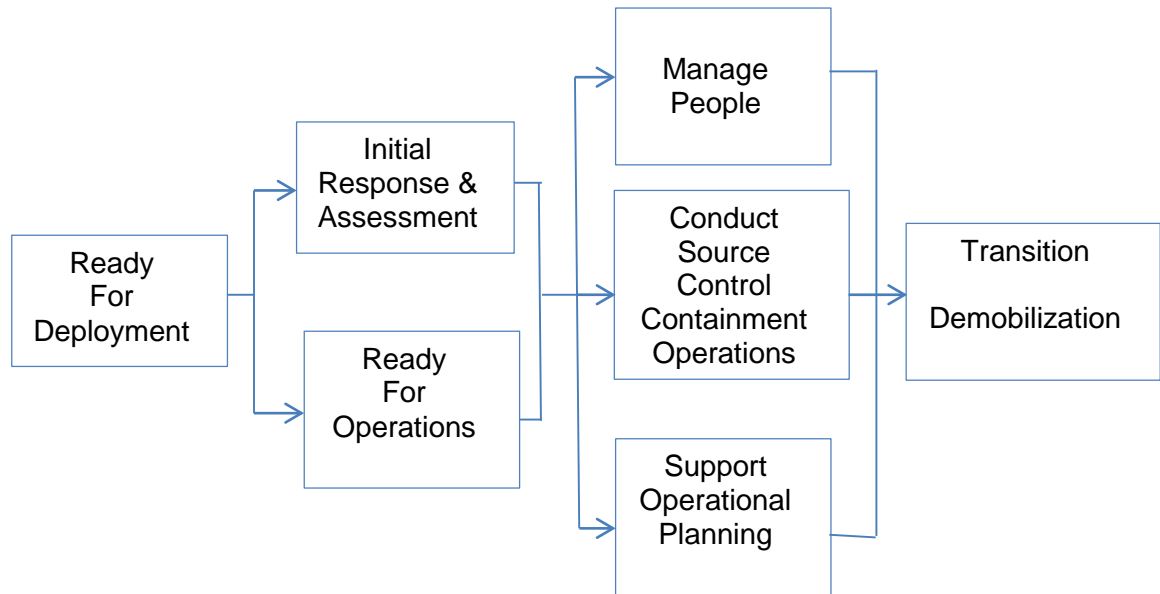 Ready
For
Deployment
Initial
Response &
Assessment
Ready
For
Operations
Manage
People
Conduct
Source
Control
Containment
Operations
Support
Operational
Planning
Transition
Demobilization